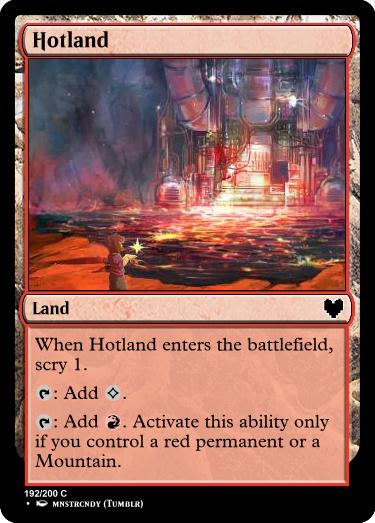 Hotland
Land
When Hotland enters the battlefield,
scry 1.
: Add .
: Add . Activate this ability only
if you control a red permanent or a
Mountain.
192/200 C
• MNSTRCNDY (TUMBLR)